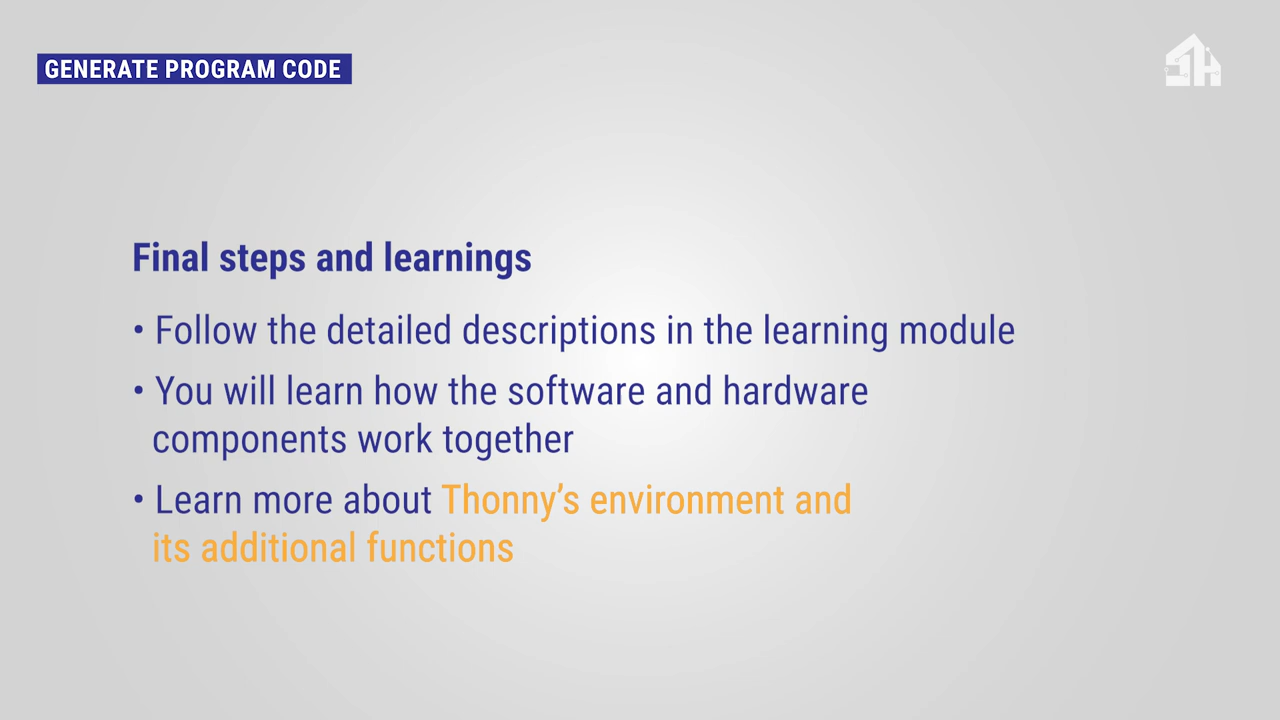 GENERATE PROGRAM CODE
Final steps and learnings
• Follow the detailed descriptions in the learning module
• You will learn how the software and hardware
components work together
• Learn more about Thonny’s environment and
its additional functions